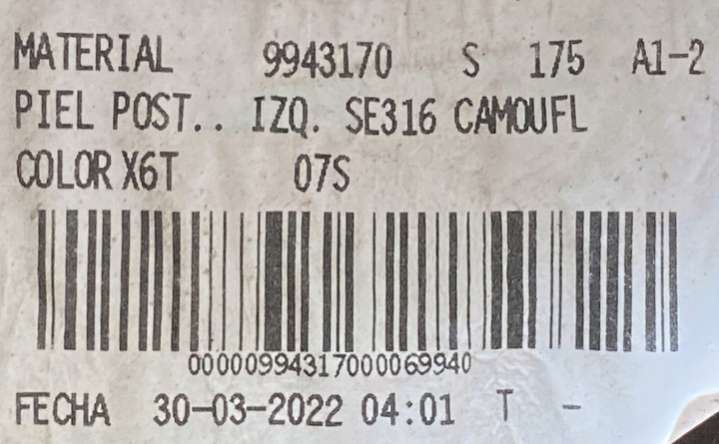 MATERIAL 9943170 S 175 A1-2
PIEL POST.. IZQ. SE316 CAMOUFL
COLOR X6T 07S
00000994317000069940
FECHA 30-03-2022 04:01 T -